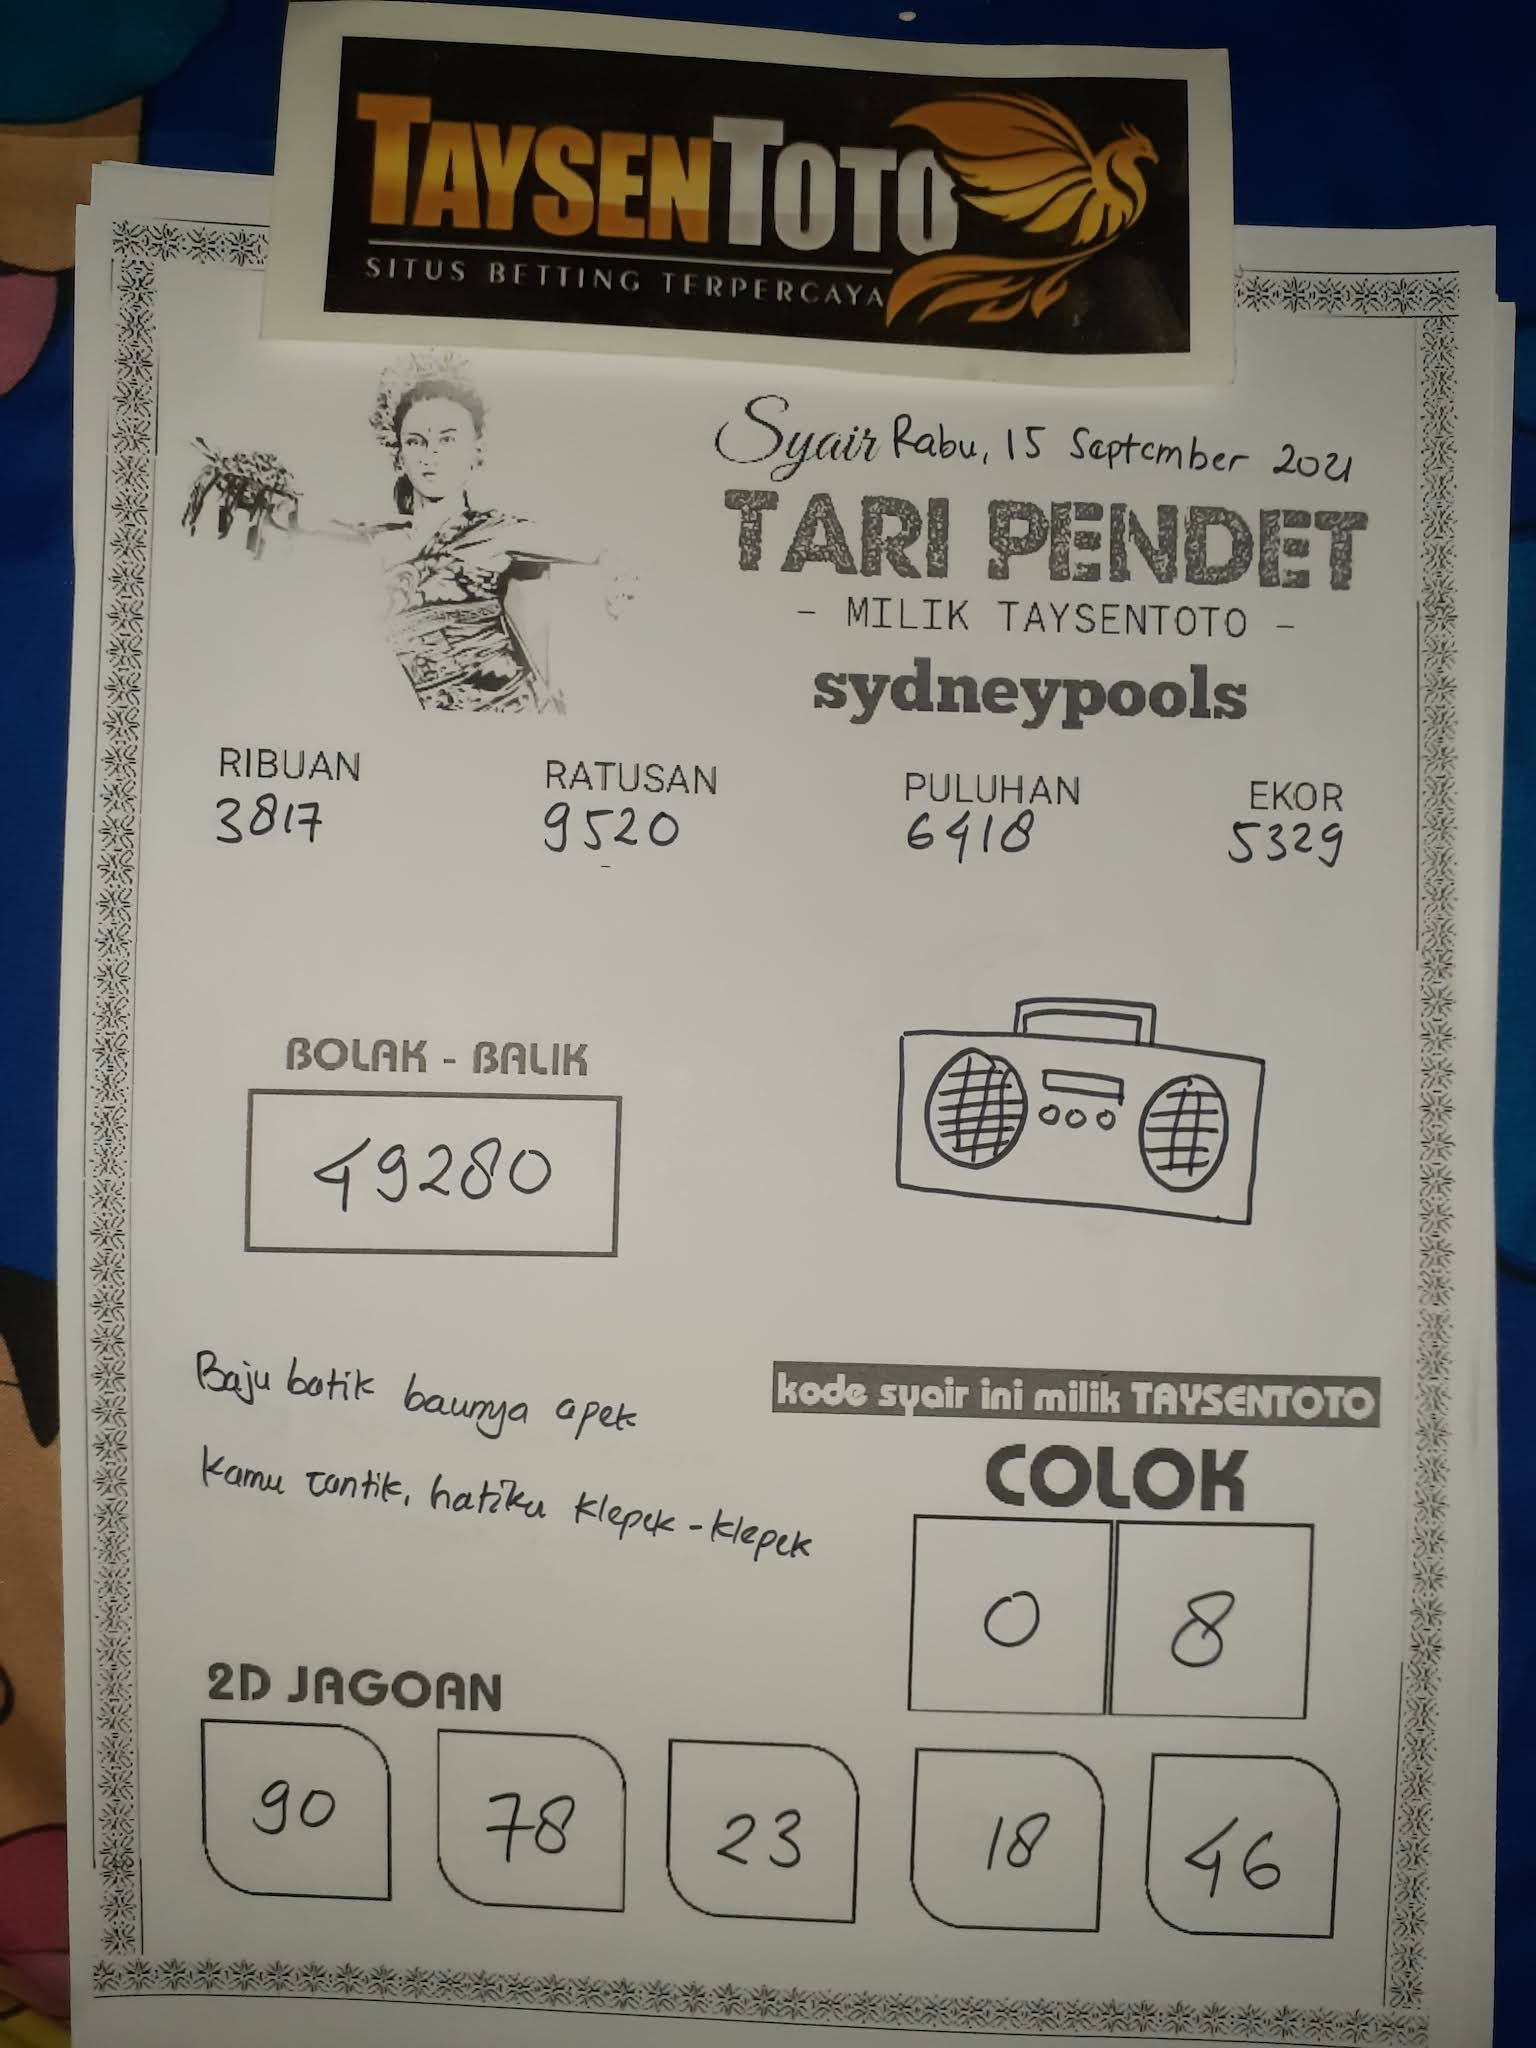 TAYSENTOTO
SITUS BETTING TERPERCAYA
Syair Rabu, 15 September 2021
TARI PENDET
- MILIK TAYSENTOTO -
sydneypools
RIBUAN RATUSAN PULUHAN EKOR
3817 9520 6418 5329
BOLAK - BALIK
49280
Baju batik baunya apek
Kamu cantik, hatiku klepek-klepek
kode syair ini milik TAYSENTOTO
COLOK
0 8
2D JAGOAN
90 78 23 18 46